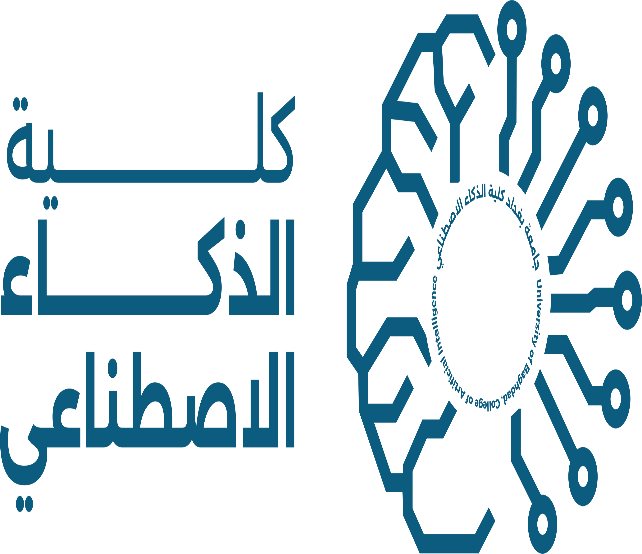 كلية
الذكاء
الاصطناعي
جامعة بغداد كلية الذكاء الاصطناعي
University of Baghdad, College of Artificial Intelligence